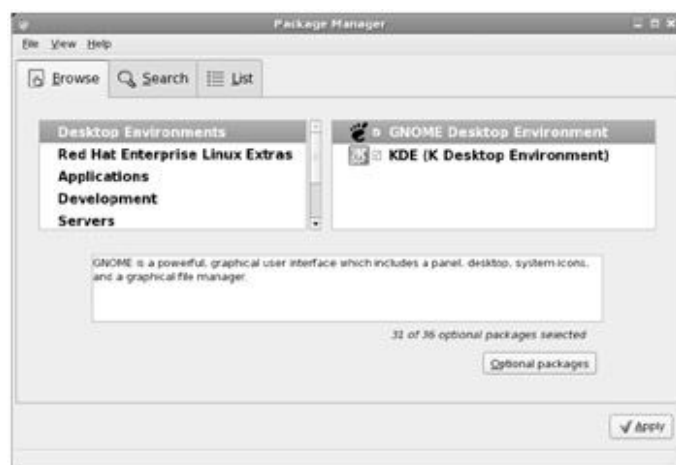 Package Manager
File View Help
Browse Search List
Desktop Environments
Red Hat Enterprise Linux Extras
Applications
Development
Servers
GNOME Desktop Environment
KDE (K Desktop Environment)
GNOME is a powerful, graphical user interface which includes a panel, desktop, system icons,
and a graphical file manager.
31 of 36 optional packages selected
Optional packages
Apply